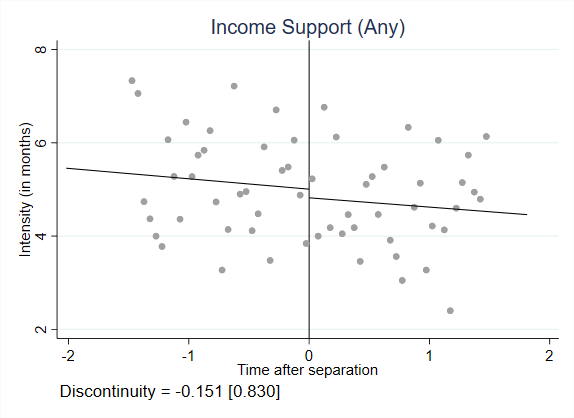 Income Support (Any)
Intensity (in months)
8
6
4
2
-2 -1 0 1 2
Time after separation
Discontinuity = -0.151 [0.830]